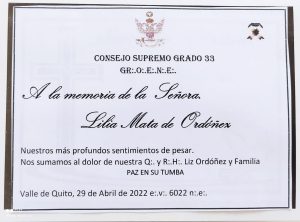 CONSEJO SUPREMO GRADO 33
GR:.O:.E:.N:.E:.
A la memoria de la Señora.
Lilia Mata de Ordóñez
Nuestros más profundos sentimientos de pesar.
Nos sumamos al dolor de nuestra Q:. y R:.H:. Liz Ordóñez y Familia
PAZ EN SU TUMBA
Valle de Quito, 29 de Abril de 2022 e:.v:. 6022 n:.e:.